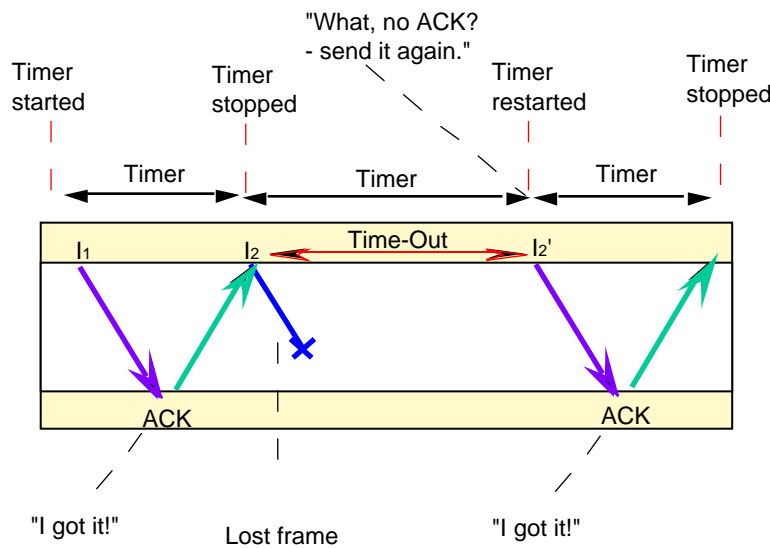 "What, no ACK?
- send it again."
Timer
started
Timer
stopped
Timer
restarted
Timer
stopped
Timer
Timer
Timer
I1
I2
Time-Out
I2'
ACK
ACK
"I got it!"
Lost frame
"I got it!"